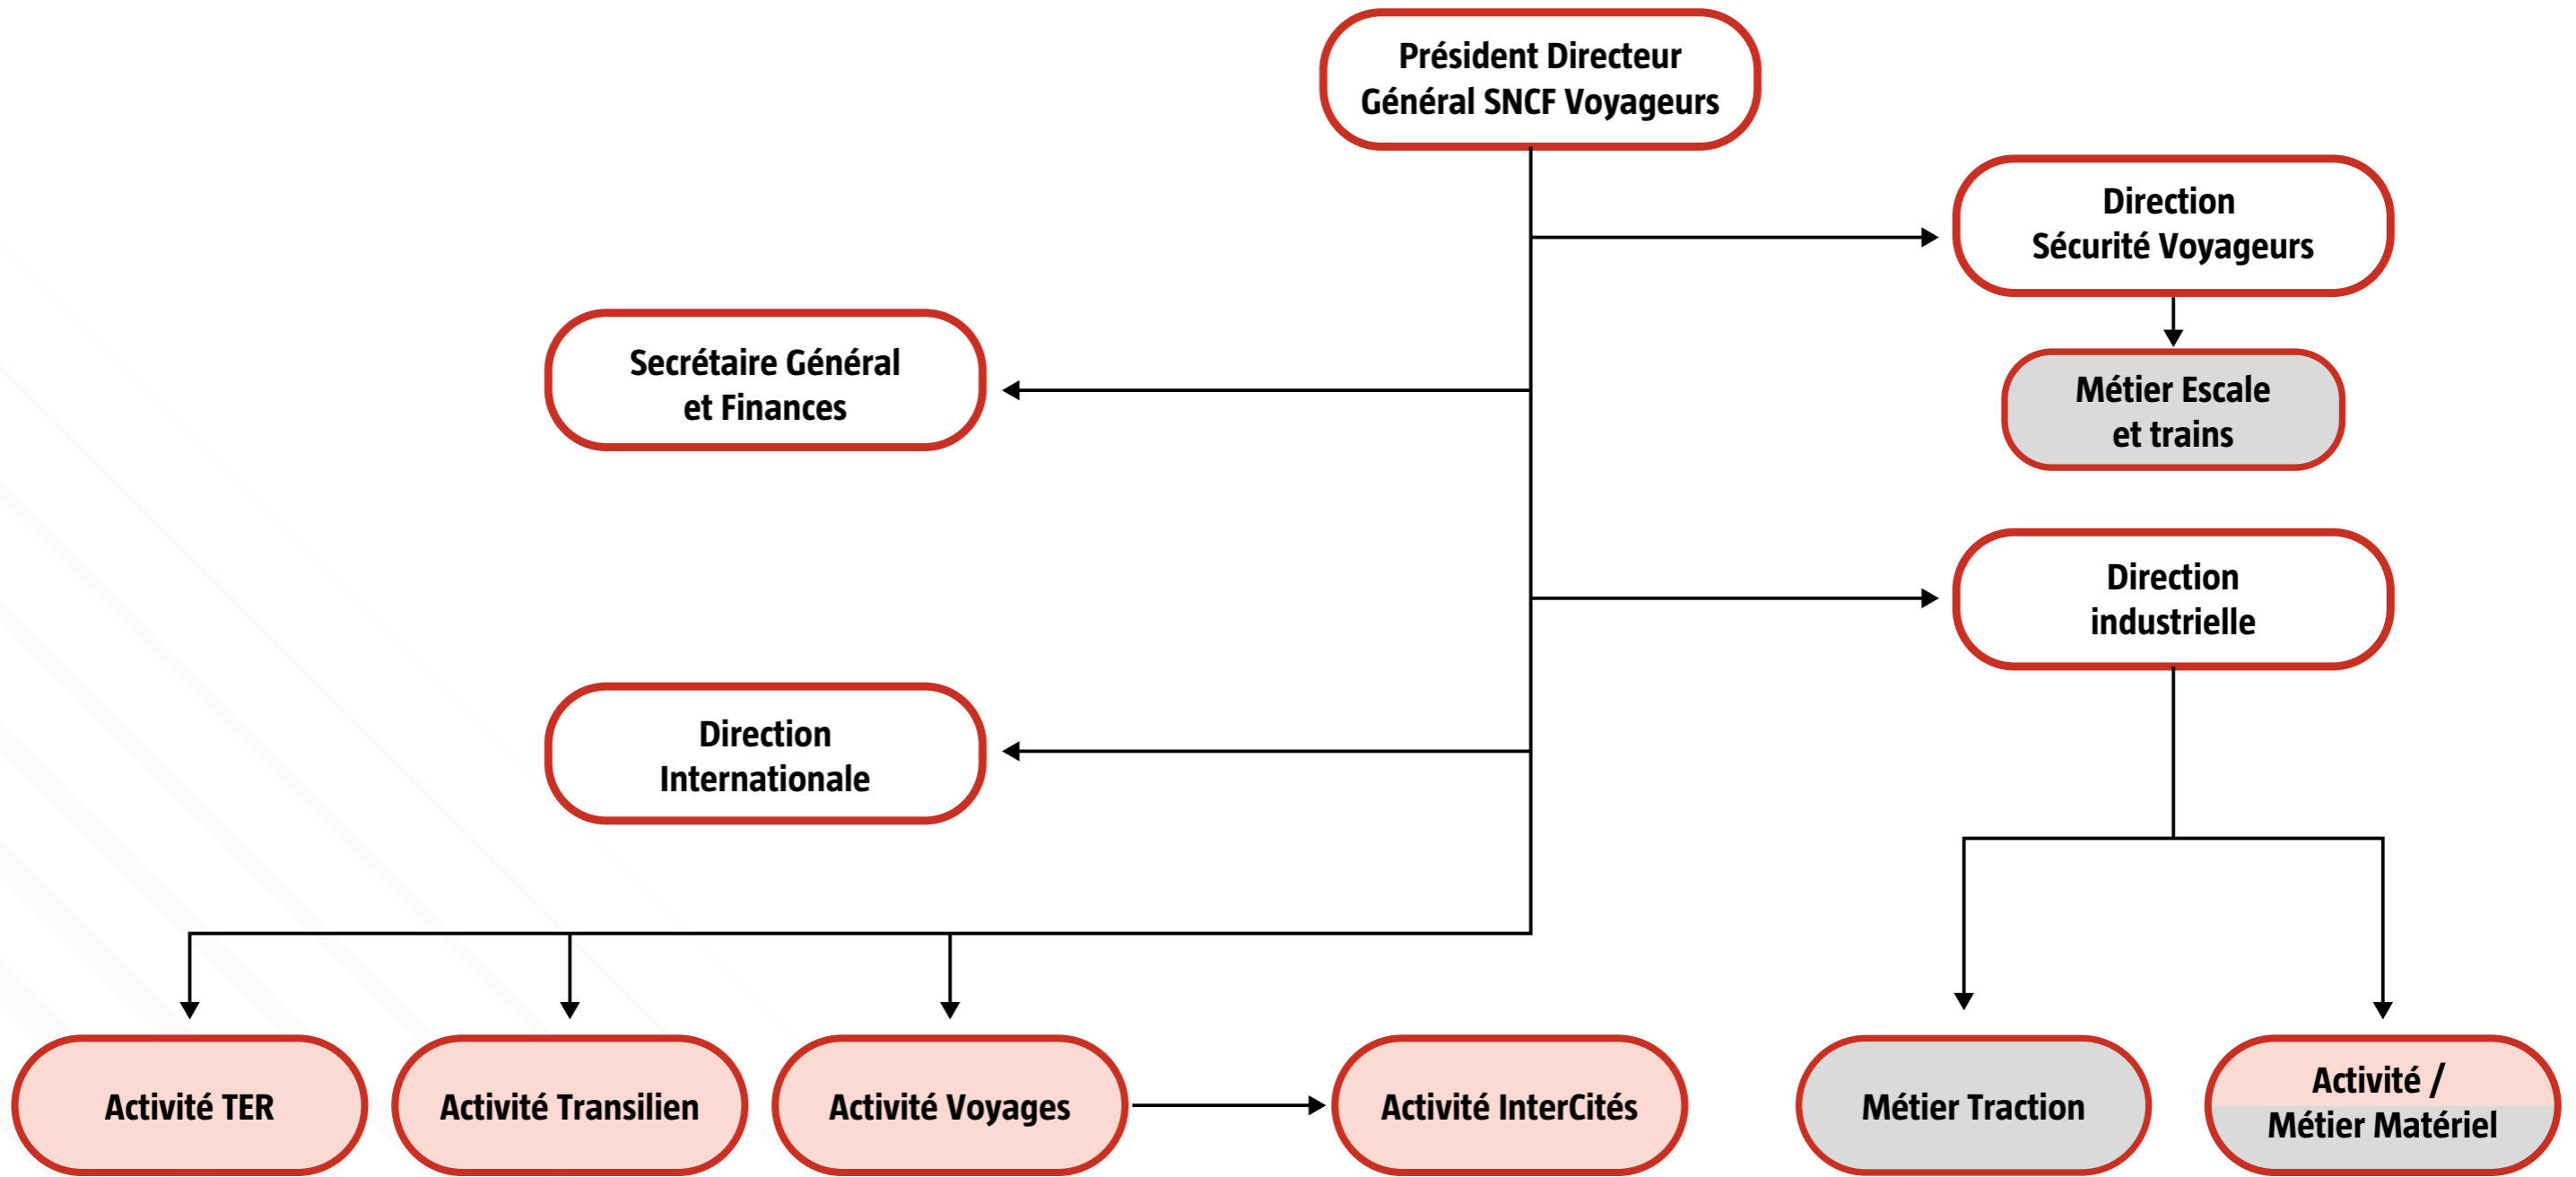 Président Directeur
Général SNCF Voyageurs
Direction
Sécurité Voyageurs
Secrétaire Général
et Finances
Métier Escale
et trains
Direction
industrielle
Direction
Internationale
Activité TER
Activité Transilien
Activité Voyages
Activité InterCités
Métier Traction
Activité /
Métier Matériel